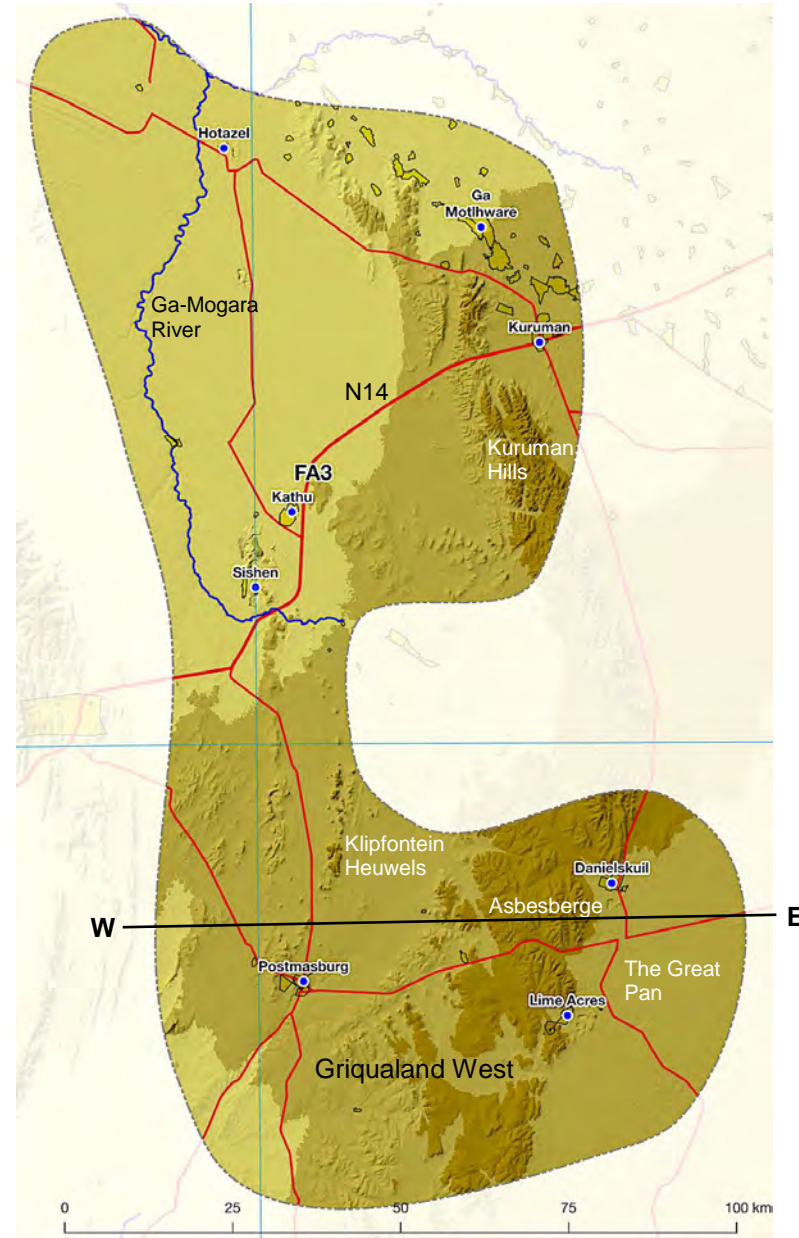 Hotazel
Ga
Motlhware
Ga-Mogara
River
Kuruman
N14
Kuruman
Hills
FA3
Kathu
Sishen
Klipfontein
Heuwels
Danielskuil
Asbesberge
W
E
Postmasburg
The Great
Pan
Lime Acres
Griqualand West
0 25 50 75 100 km